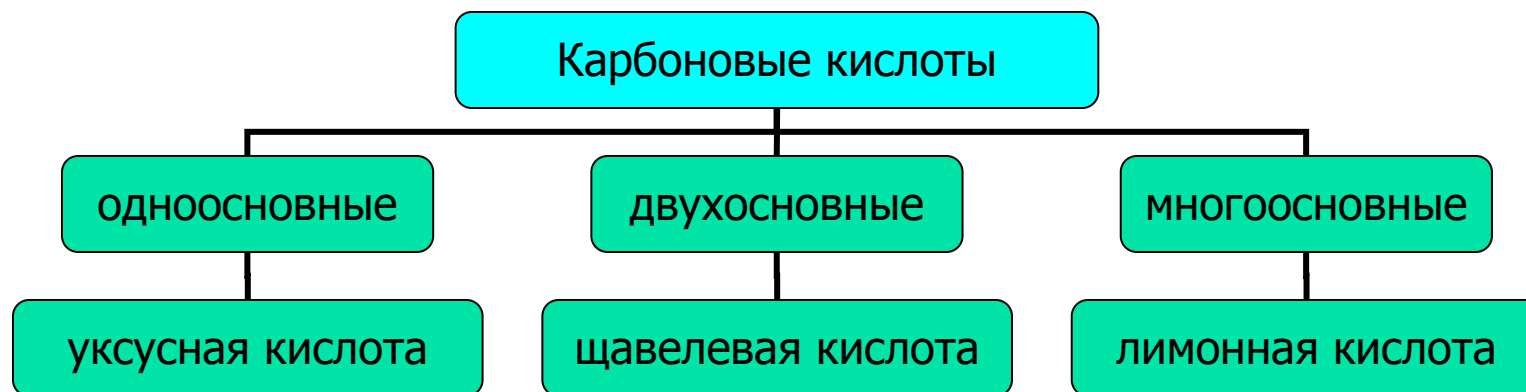 Карбоновые кислоты
одноосновные
двухосновные
многоосновные
уксусная кислота
щавелевая кислота
лимонная кислота